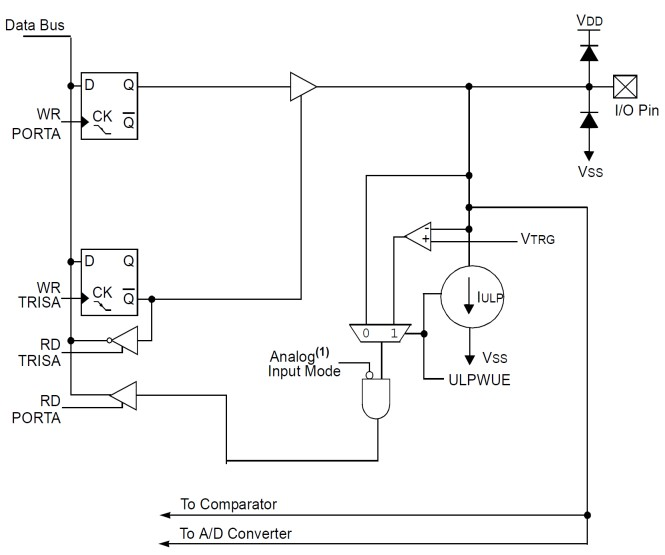 Data Bus
VDD
D Q
WR
PORTA
CK
Q
I/O Pin
VSS
D Q
WR
TRISA
CK
Q
-
+
VTRG
IULP
RD
TRISA
0 1
VSS
Analog(1)
Input Mode
ULPWUE
RD
PORTA
To Comparator
To A/D Converter